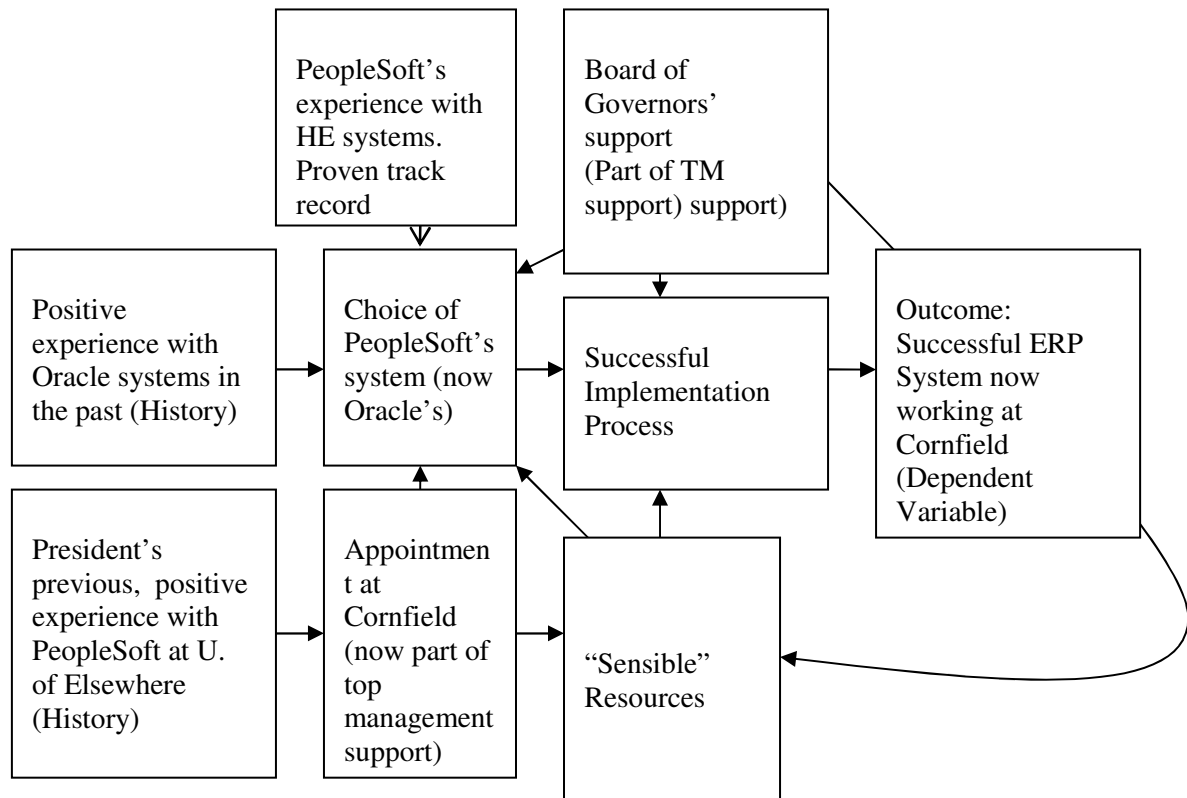 PeopleSoft’s
experience with
HE systems.
Proven track
record
Board of
Governors’
support
(Part of TM
support) support)
Positive
experience with
Oracle systems in
the past (History)
Choice of
PeopleSoft’s
system (now
Oracle’s)
Successful
Implementation
Process
Outcome:
Successful ERP
System now
working at
Cornfield
(Dependent
Variable)
President’s
previous,  positive
experience with
PeopleSoft at U.
of Elsewhere
(History)
Appointmen
t at
Cornfield
(now part of
top
management
support)
“Sensible”
Resources